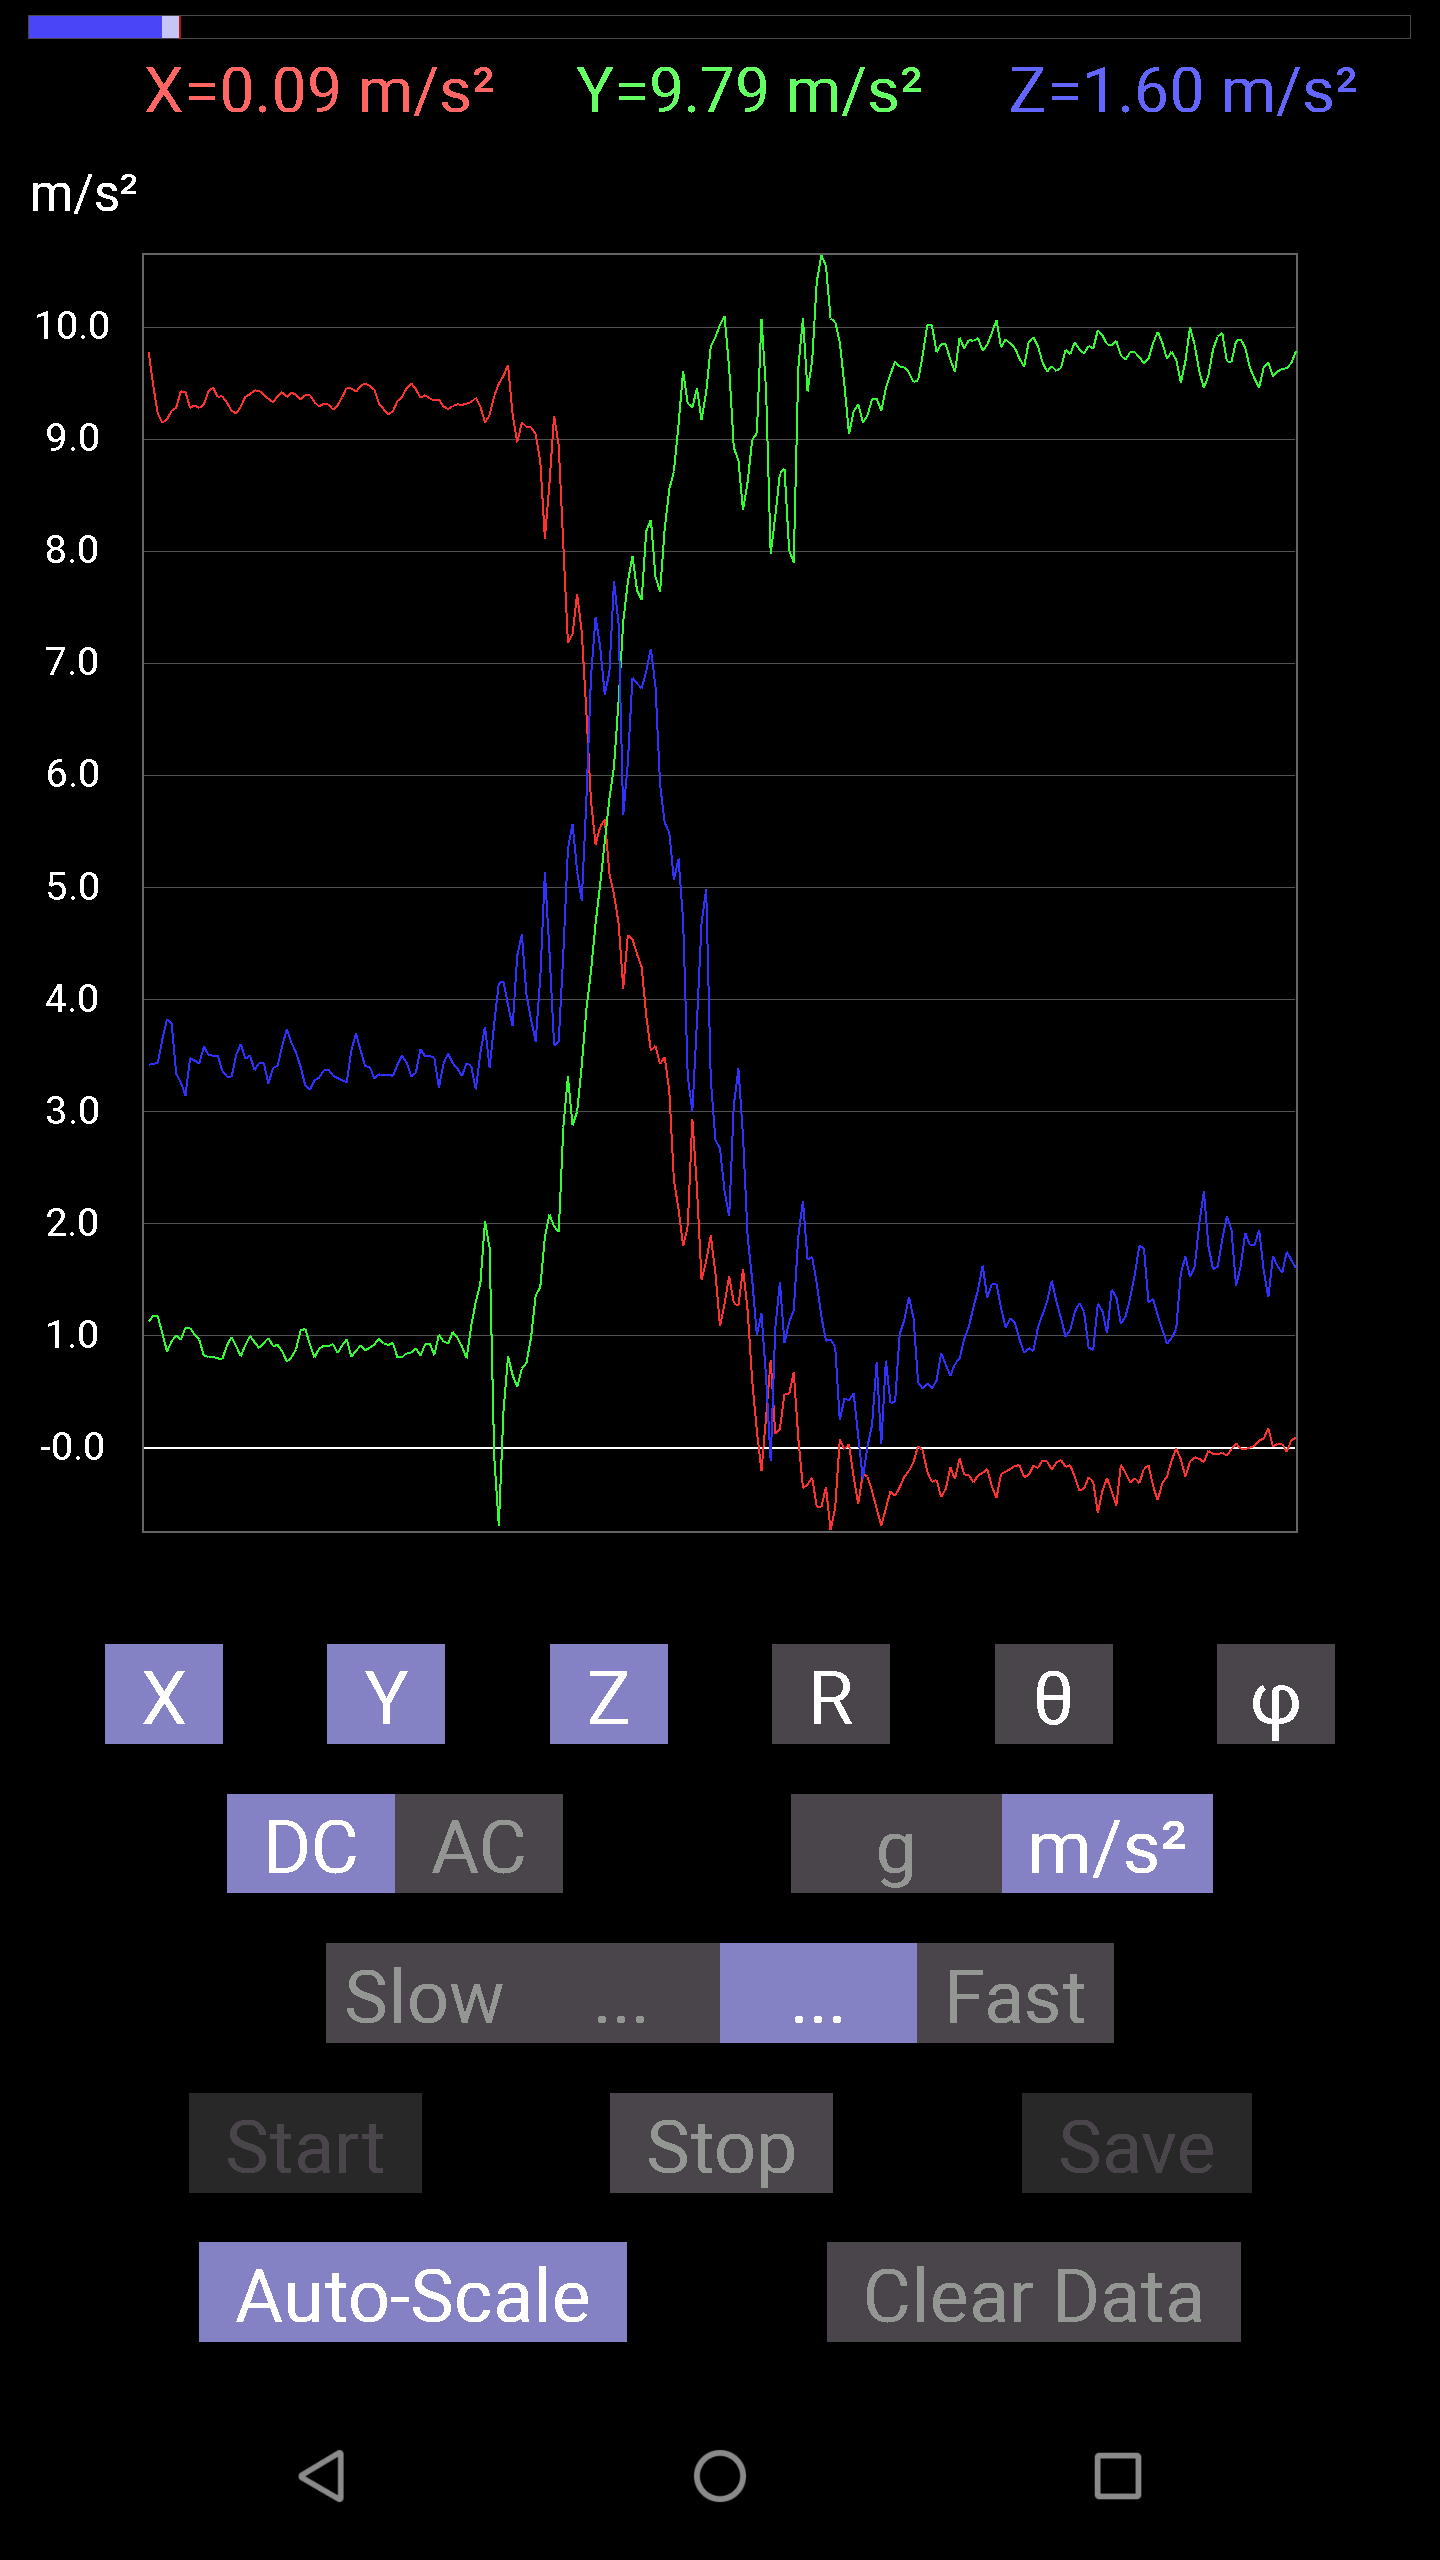 X=0.09 m/s² Y=9.79 m/s² Z=1.60 m/s²
m/s²
10.0
9.0
8.0
7.0
6.0
5.0
4.0
3.0
2.0
1.0
-0.0
X Y Z R θ φ
DC AC g m/s²
Slow ... ... Fast
Start Stop Save
Auto-Scale Clear Data